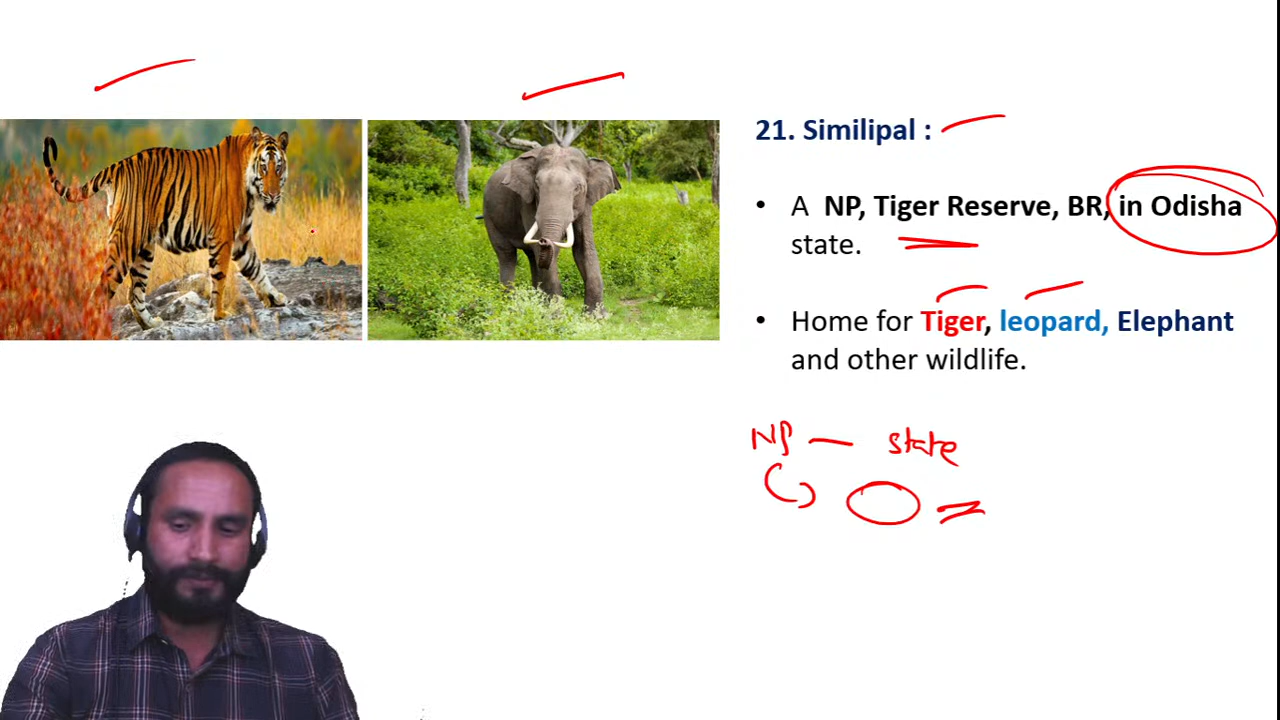 21. Similipal :
• A NP, Tiger Reserve, BR, in Odisha
state.
• Home for Tiger, leopard, Elephant
and other wildlife.
NP — state